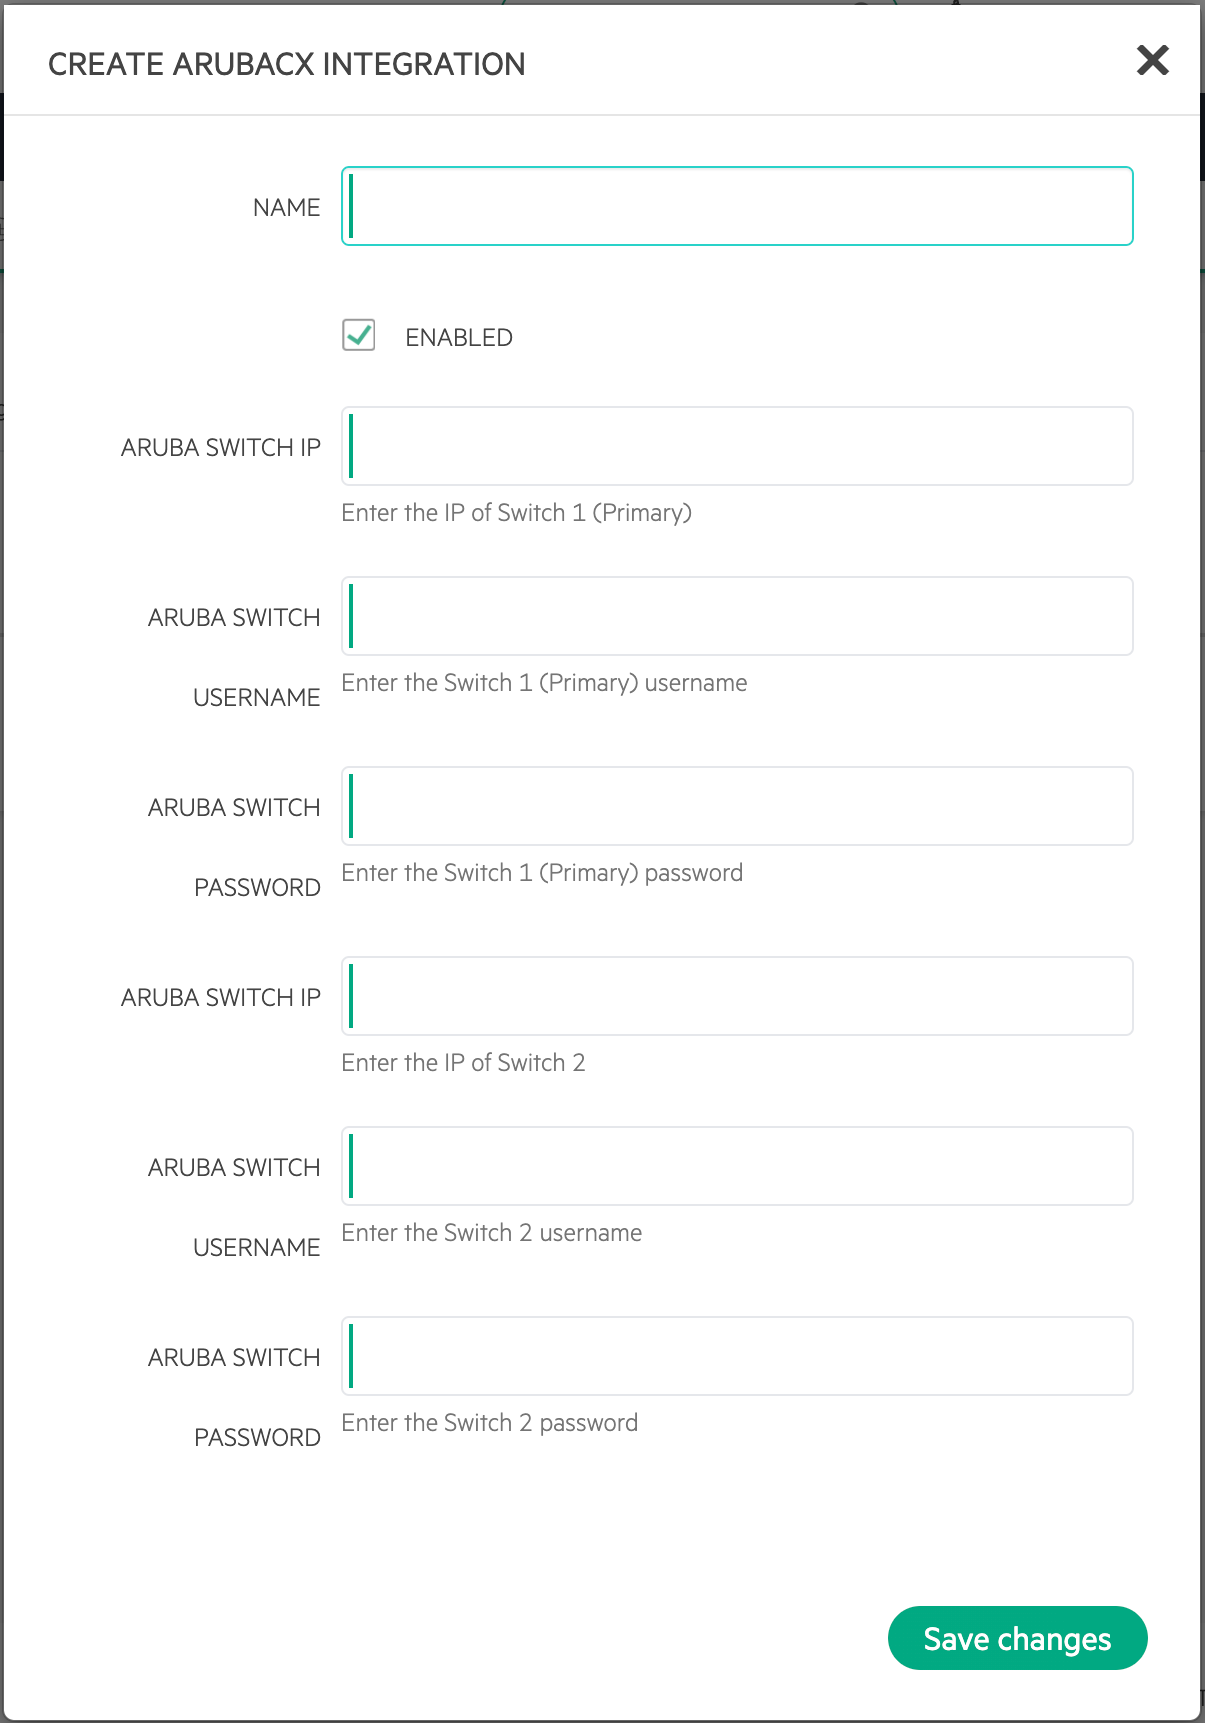 CREATE ARUBACX INTEGRATION
NAME
ENABLED
ARUBA SWITCH IP
Enter the IP of Switch 1 (Primary)
ARUBA SWITCH
USERNAME
Enter the Switch 1 (Primary) username
ARUBA SWITCH
PASSWORD
Enter the Switch 1 (Primary) password
ARUBA SWITCH IP
Enter the IP of Switch 2
ARUBA SWITCH
USERNAME
Enter the Switch 2 username
ARUBA SWITCH
PASSWORD
Enter the Switch 2 password
Save changes